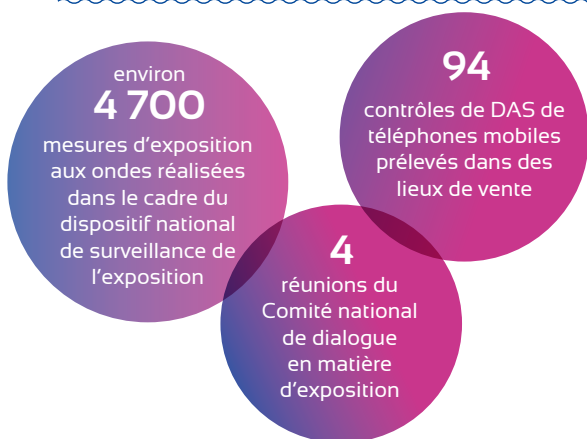 environ
4 700
mesures d'exposition
aux ondes réalisées
dans le cadre du
dispositif national
de surveillance de
l'exposition
94
contrôles de DAS de
téléphones mobiles
prélevés dans des
lieux de vente
4
réunions du
Comité national
de dialogue
en matière
d'exposition